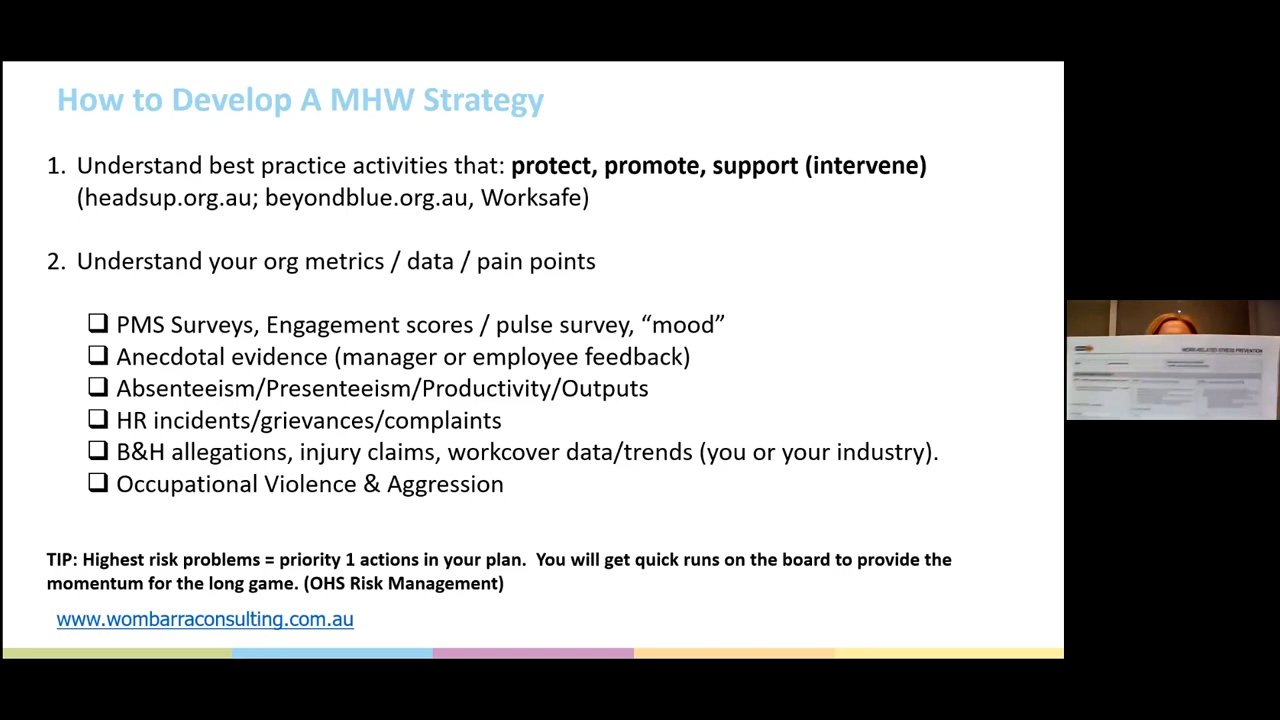 How to Develop A MHW Strategy
1. Understand best practice activities that: protect, promote, support (intervene)
(headsup.org.au; beyondblue.org.au, Worksafe)
2. Understand your org metrics / data / pain points
❑ PMS Surveys, Engagement scores / pulse survey, “mood”
❑ Anecdotal evidence (manager or employee feedback)
❑ Absenteeism/Presenteeism/Productivity/Outputs
❑ HR incidents/grievances/complaints
❑ B&H allegations, injury claims, workcover data/trends (you or your industry).
❑ Occupational Violence & Aggression
TIP: Highest risk problems = priority 1 actions in your plan.  You will get quick runs on the board to provide the
momentum for the long game. (OHS Risk Management)
www.wombarraconsulting.com.au
WORK-RELATED STRESS PREVENTION